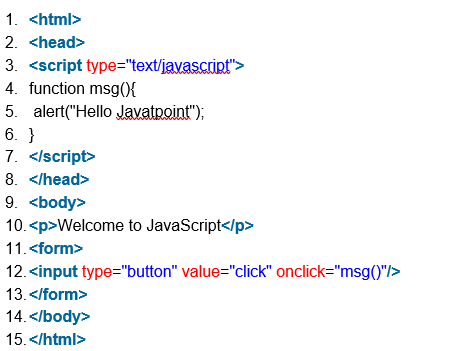 1. <html>
2. <head>
3. <script type="text/javascript">
4. function msg(){
5. alert("Hello Javatpoint");
6. }
7. </script>
8. </head>
9. <body>
10. <p>Welcome to JavaScript</p>
11. <form>
12. <input type="button" value="click" onclick="msg()"/>
13. </form>
14. </body>
15. </html>